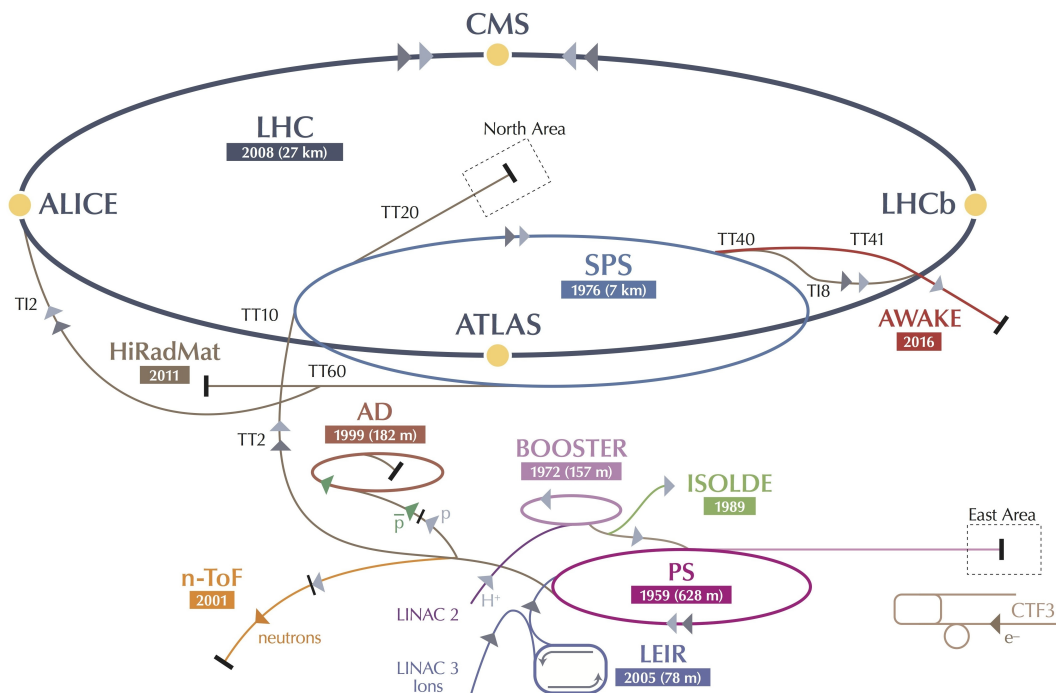 CMS
LHC
2008 (27 km)
North Area
ALICE
LHCb
TT20
TT40
TT41
SPS
1976 (7 km)
TI2
TT10
TI8
ATLAS
AWAKE
2016
HiRadMat
2011
TT60
AD
1999 (182 m)
TT2
BOOSTER
1972 (157 m)
ISOLDE
1989
p̅
p
East Area
n-ToF
2001
PS
1959 (628 m)
LINAC 2
H⁺
neutrons
CTF3
e⁻
LINAC 3
Ions
LEIR
2005 (78 m)